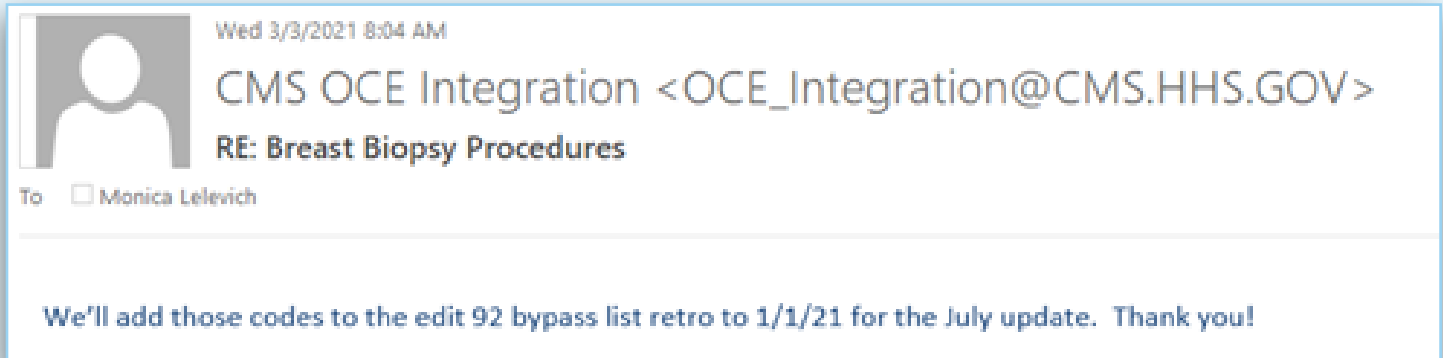 Wed 3/3/2021 8:04 AM
CMS OCE Integration <OCE_Integration@CMS.HHS.GOV>
RE: Breast Biopsy Procedures
To Monica Lelevich
We'll add those codes to the edit 92 bypass list retro to 1/1/21 for the July update. Thank you!